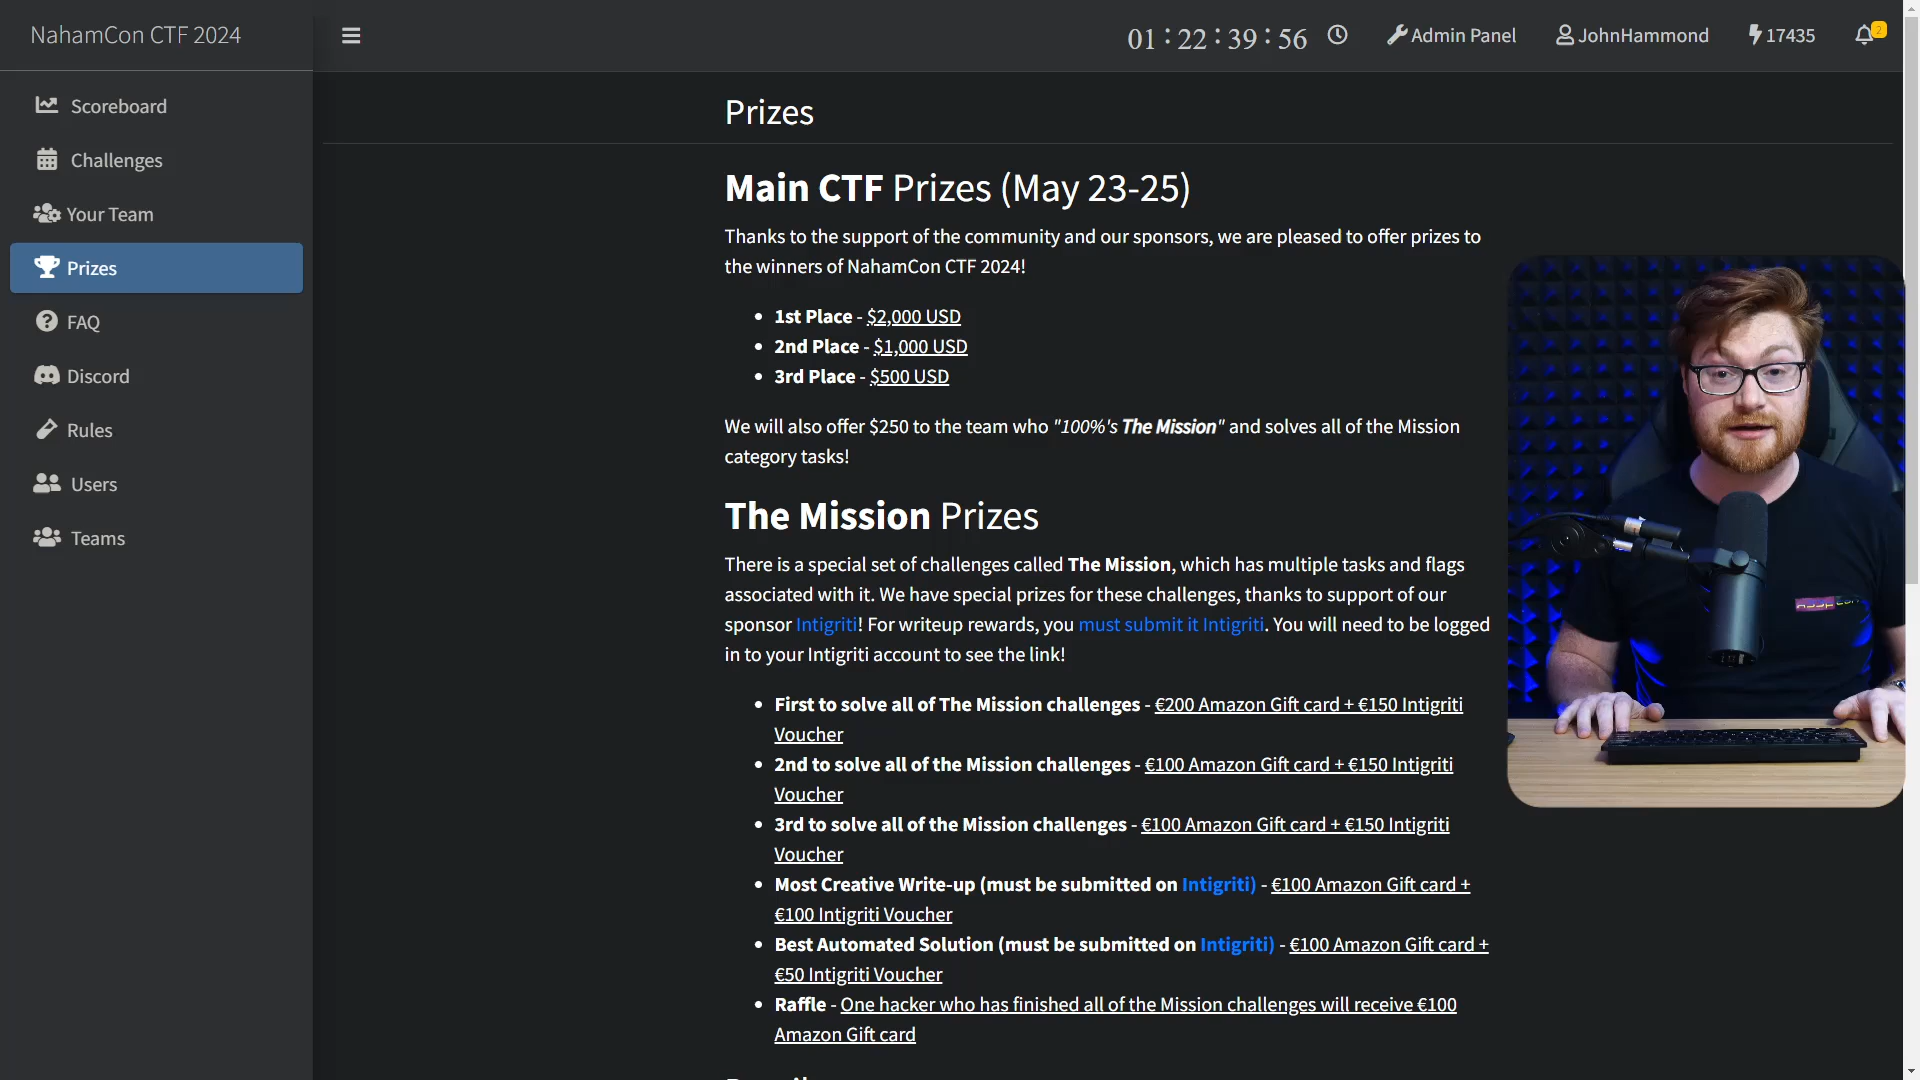 NahamCon CTF 2024
01 : 22 : 39 : 56
Admin Panel
JohnHammond
17435
2
Scoreboard
Challenges
Your Team
Prizes
FAQ
Discord
Rules
Users
Teams
Prizes
Main CTF Prizes (May 23-25)
Thanks to the support of the community and our sponsors, we are pleased to offer prizes to
the winners of NahamCon CTF 2024!
• 1st Place - $2,000 USD
• 2nd Place - $1,000 USD
• 3rd Place - $500 USD
We will also offer $250 to the team who "100%'s The Mission" and solves all of the Mission
category tasks!
The Mission Prizes
There is a special set of challenges called The Mission, which has multiple tasks and flags
associated with it. We have special prizes for these challenges, thanks to support of our
sponsor Intigriti! For writeup rewards, you must submit it Intigriti. You will need to be logged
in to your Intigriti account to see the link!
• First to solve all of The Mission challenges - €200 Amazon Gift card + €150 Intigriti
Voucher
• 2nd to solve all of the Mission challenges - €100 Amazon Gift card + €150 Intigriti
Voucher
• 3rd to solve all of the Mission challenges - €100 Amazon Gift card + €150 Intigriti
Voucher
• Most Creative Write-up (must be submitted on Intigriti) - €100 Amazon Gift card +
€100 Intigriti Voucher
• Best Automated Solution (must be submitted on Intigriti) - €100 Amazon Gift card +
€50 Intigriti Voucher
• Raffle - One hacker who has finished all of the Mission challenges will receive €100
Amazon Gift card